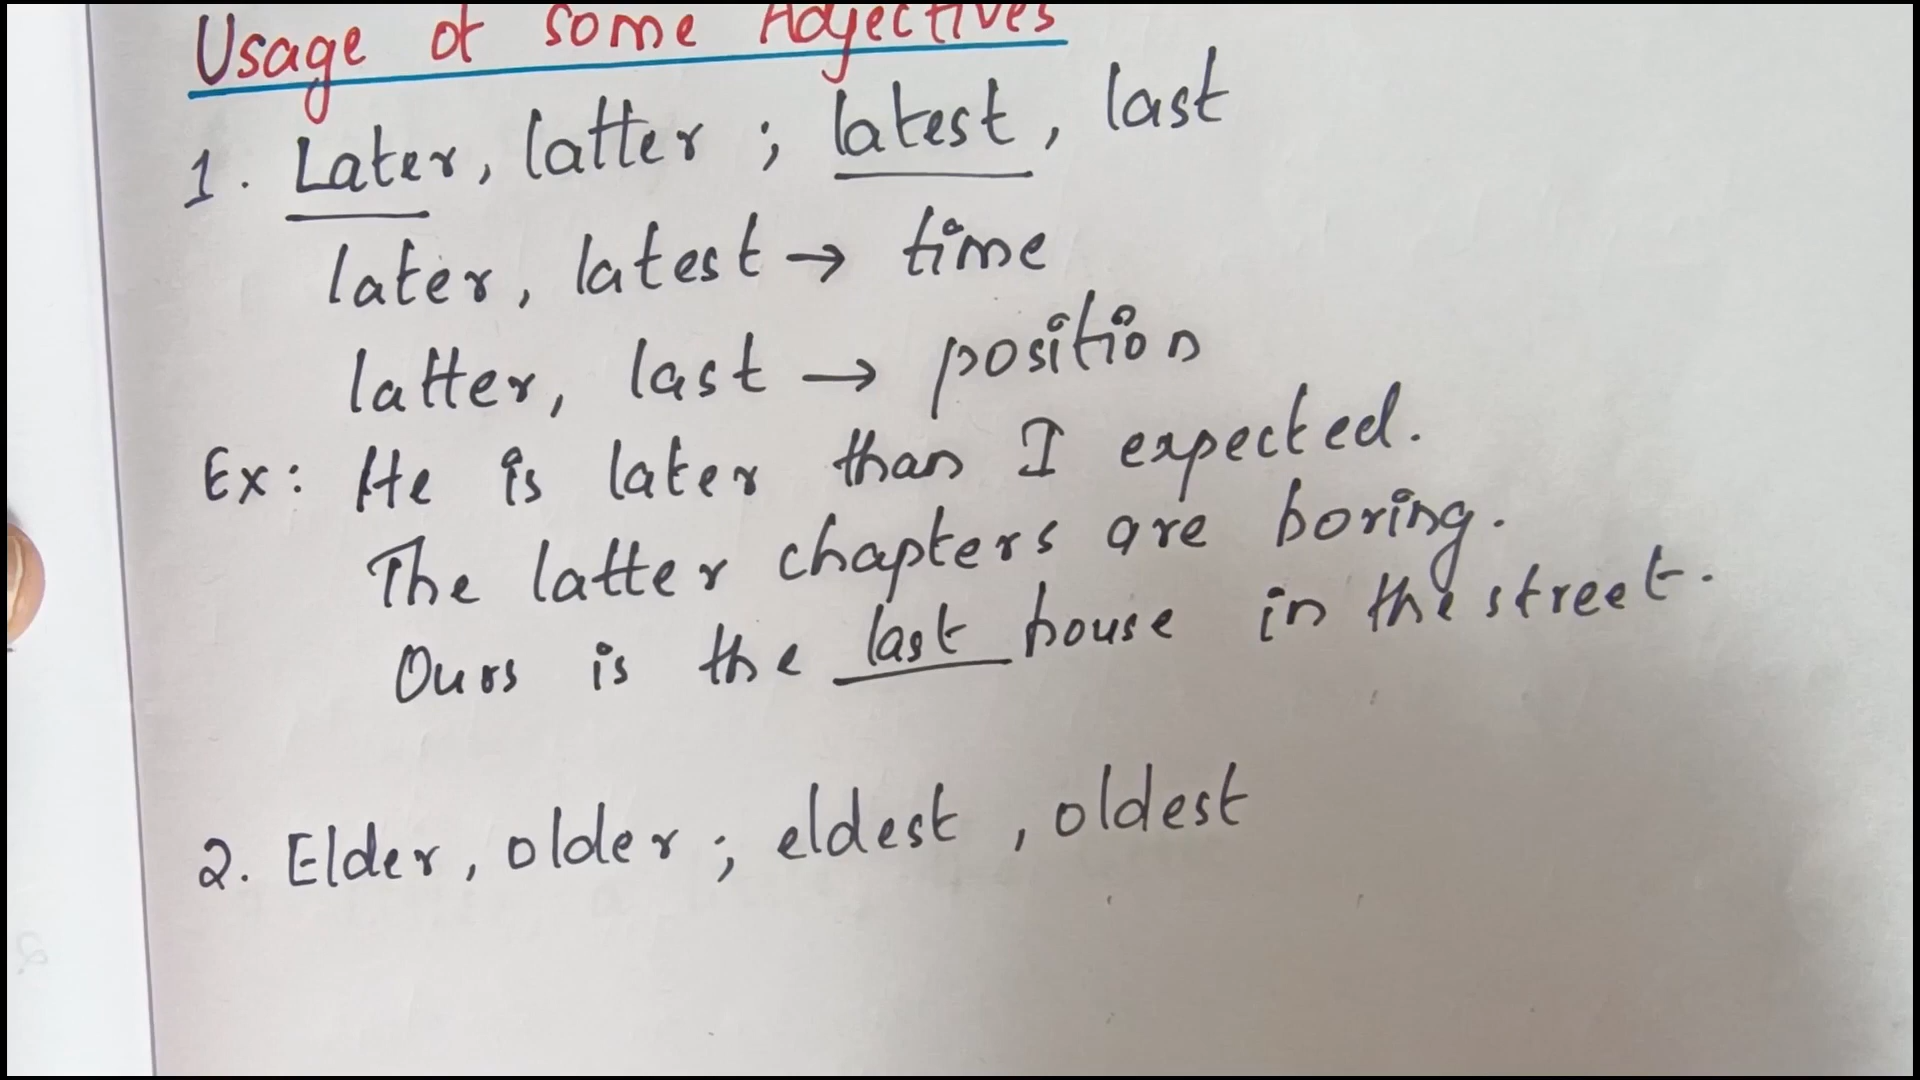 Usage of some Adjectives
1. Later, latter ; latest, last
later, latest → time
latter, last → position
Ex: He is later than I expected.
The latter chapters are boring.
Ours is the last house in the street.
2. Elder, older ; eldest, oldest